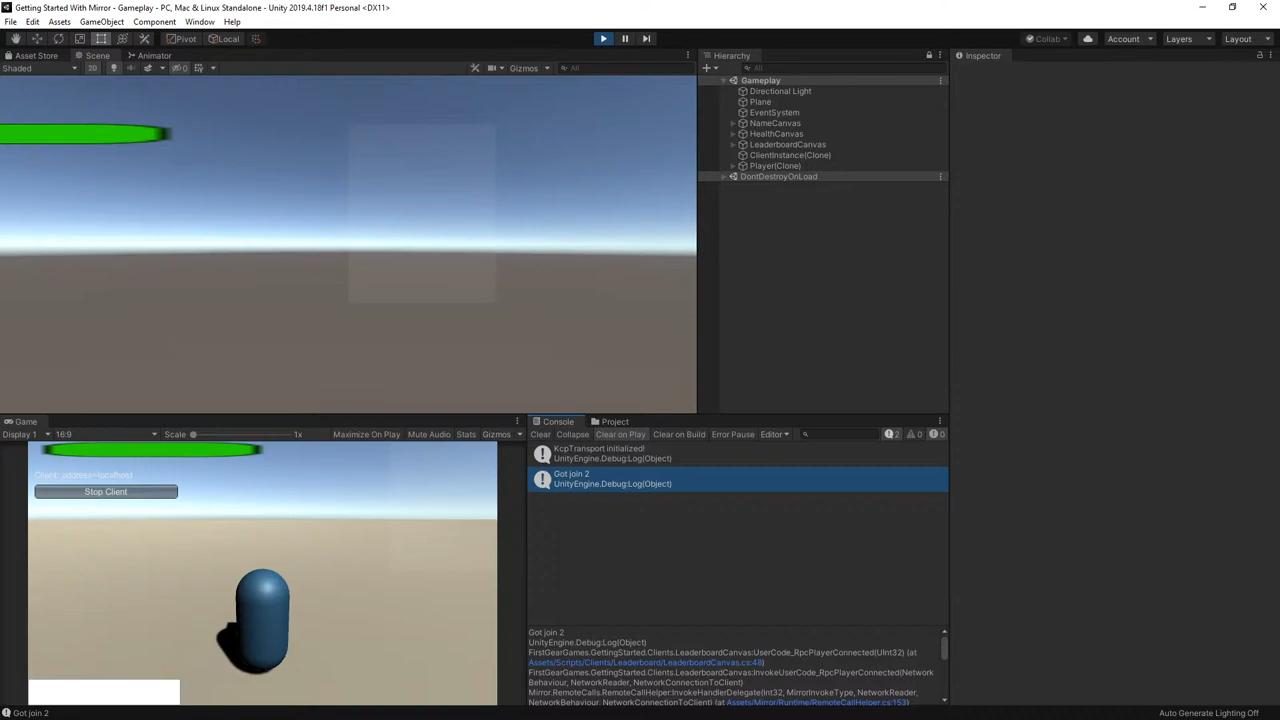 Getting Started With Mirror - Gameplay - PC, Mac & Linux Standalone - Unity 2019.4.18f1 Personal <DX11>
File Edit Assets GameObject Component Window Help
Pivot Local Collab Account Layers Layout
Asset Store Scene Animator
Shaded 2D 0 Gizmos All
Hierarchy
All
Gameplay
Directional Light
Plane
EventSystem
NameCanvas
HealthCanvas
LeaderboardCanvas
ClientInstance(Clone)
Player(Clone)
DontDestroyOnLoad
Inspector
Game
Display 1 16:9 Scale 1x Maximize On Play Mute Audio Stats Gizmos
Client: address=localhost
Stop Client
Console Project
Clear Collapse Clear on Play Clear on Build Error Pause Editor 2 0 0
KcpTransport initialized!
UnityEngine.Debug:Log(Object)
Got join 2
UnityEngine.Debug:Log(Object)
Got join 2
UnityEngine.Debug:Log(Object)
FirstGearGames.GettingStarted.Clients.LeaderboardCanvas:UserCode_RpcPlayerConnected(UInt32) (at
Assets/Scripts/Clients/Leaderboard/LeaderboardCanvas.cs:48)
FirstGearGames.GettingStarted.Clients.LeaderboardCanvas:InvokeUserCode_RpcPlayerConnected(Network
Behaviour, NetworkReader, NetworkConnectionToClient)
Mirror.RemoteCalls.RemoteCallHelper:InvokeHandlerDelegate(Int32, MirrorInvokeType, NetworkReader,
NetworkBehaviour, NetworkConnectionToClient) (at Assets/Mirror/Runtime/RemoteCallHelper.cs:153)
Got join 2
Auto Generate Lighting Off